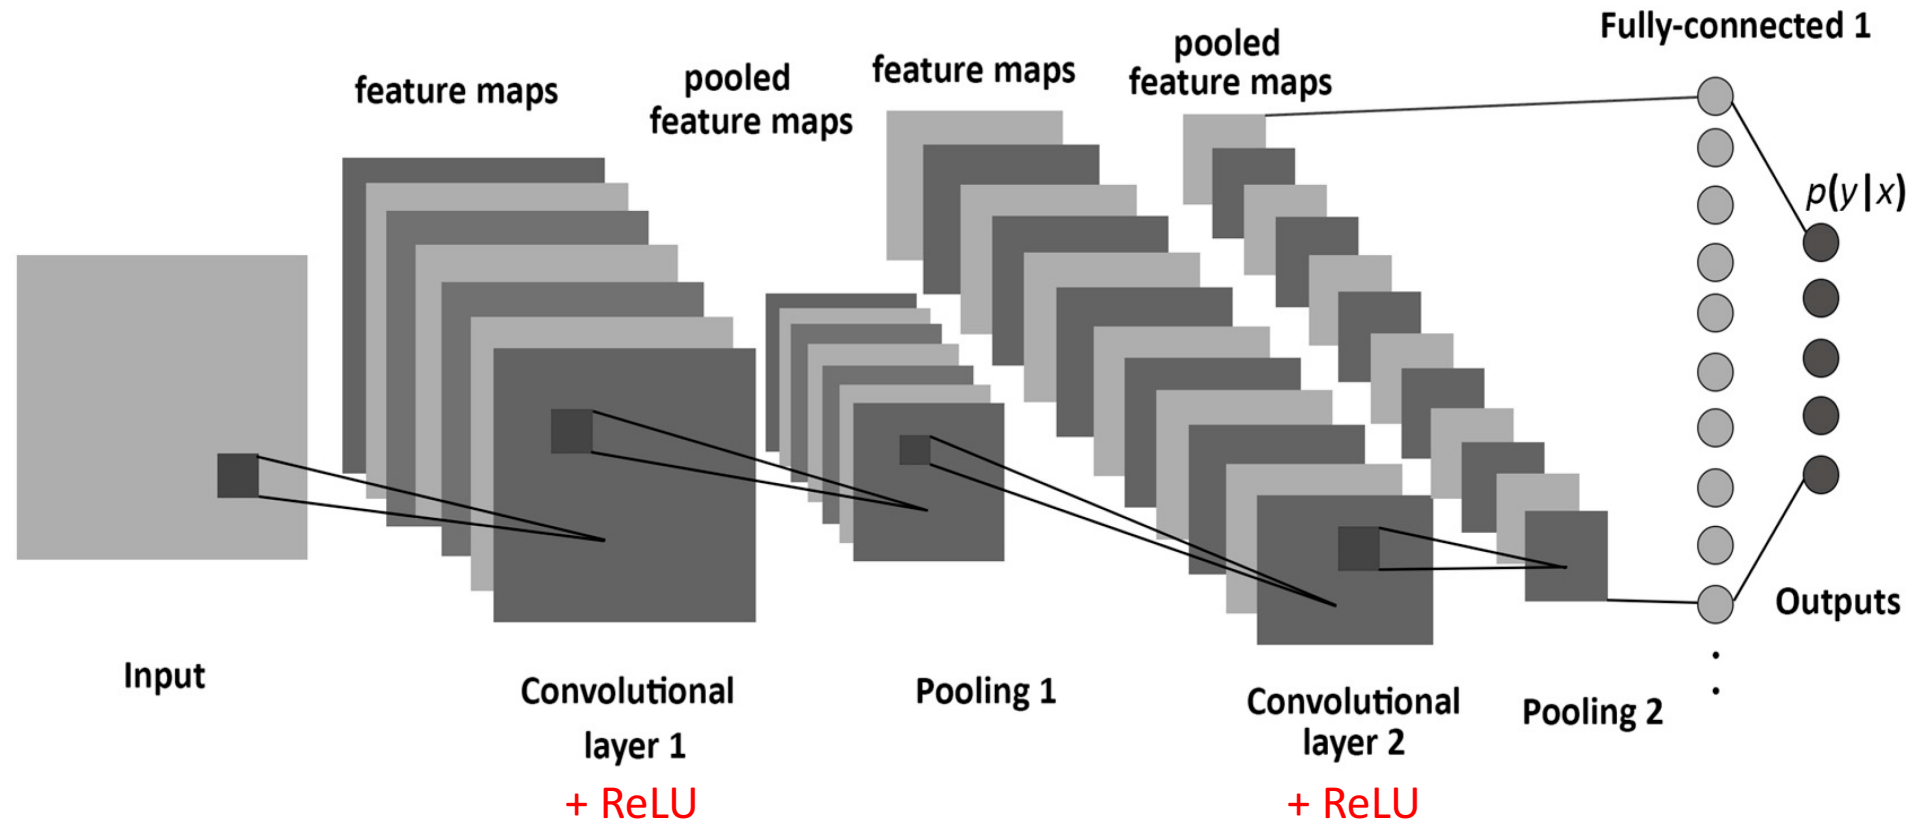 Fully-connected 1
pooled
feature maps
feature maps
pooled
feature maps
feature maps
p(y|x)
Outputs
Input
Convolutional
layer 1
+ ReLU
Pooling 1
Convolutional
layer 2
+ ReLU
Pooling 2